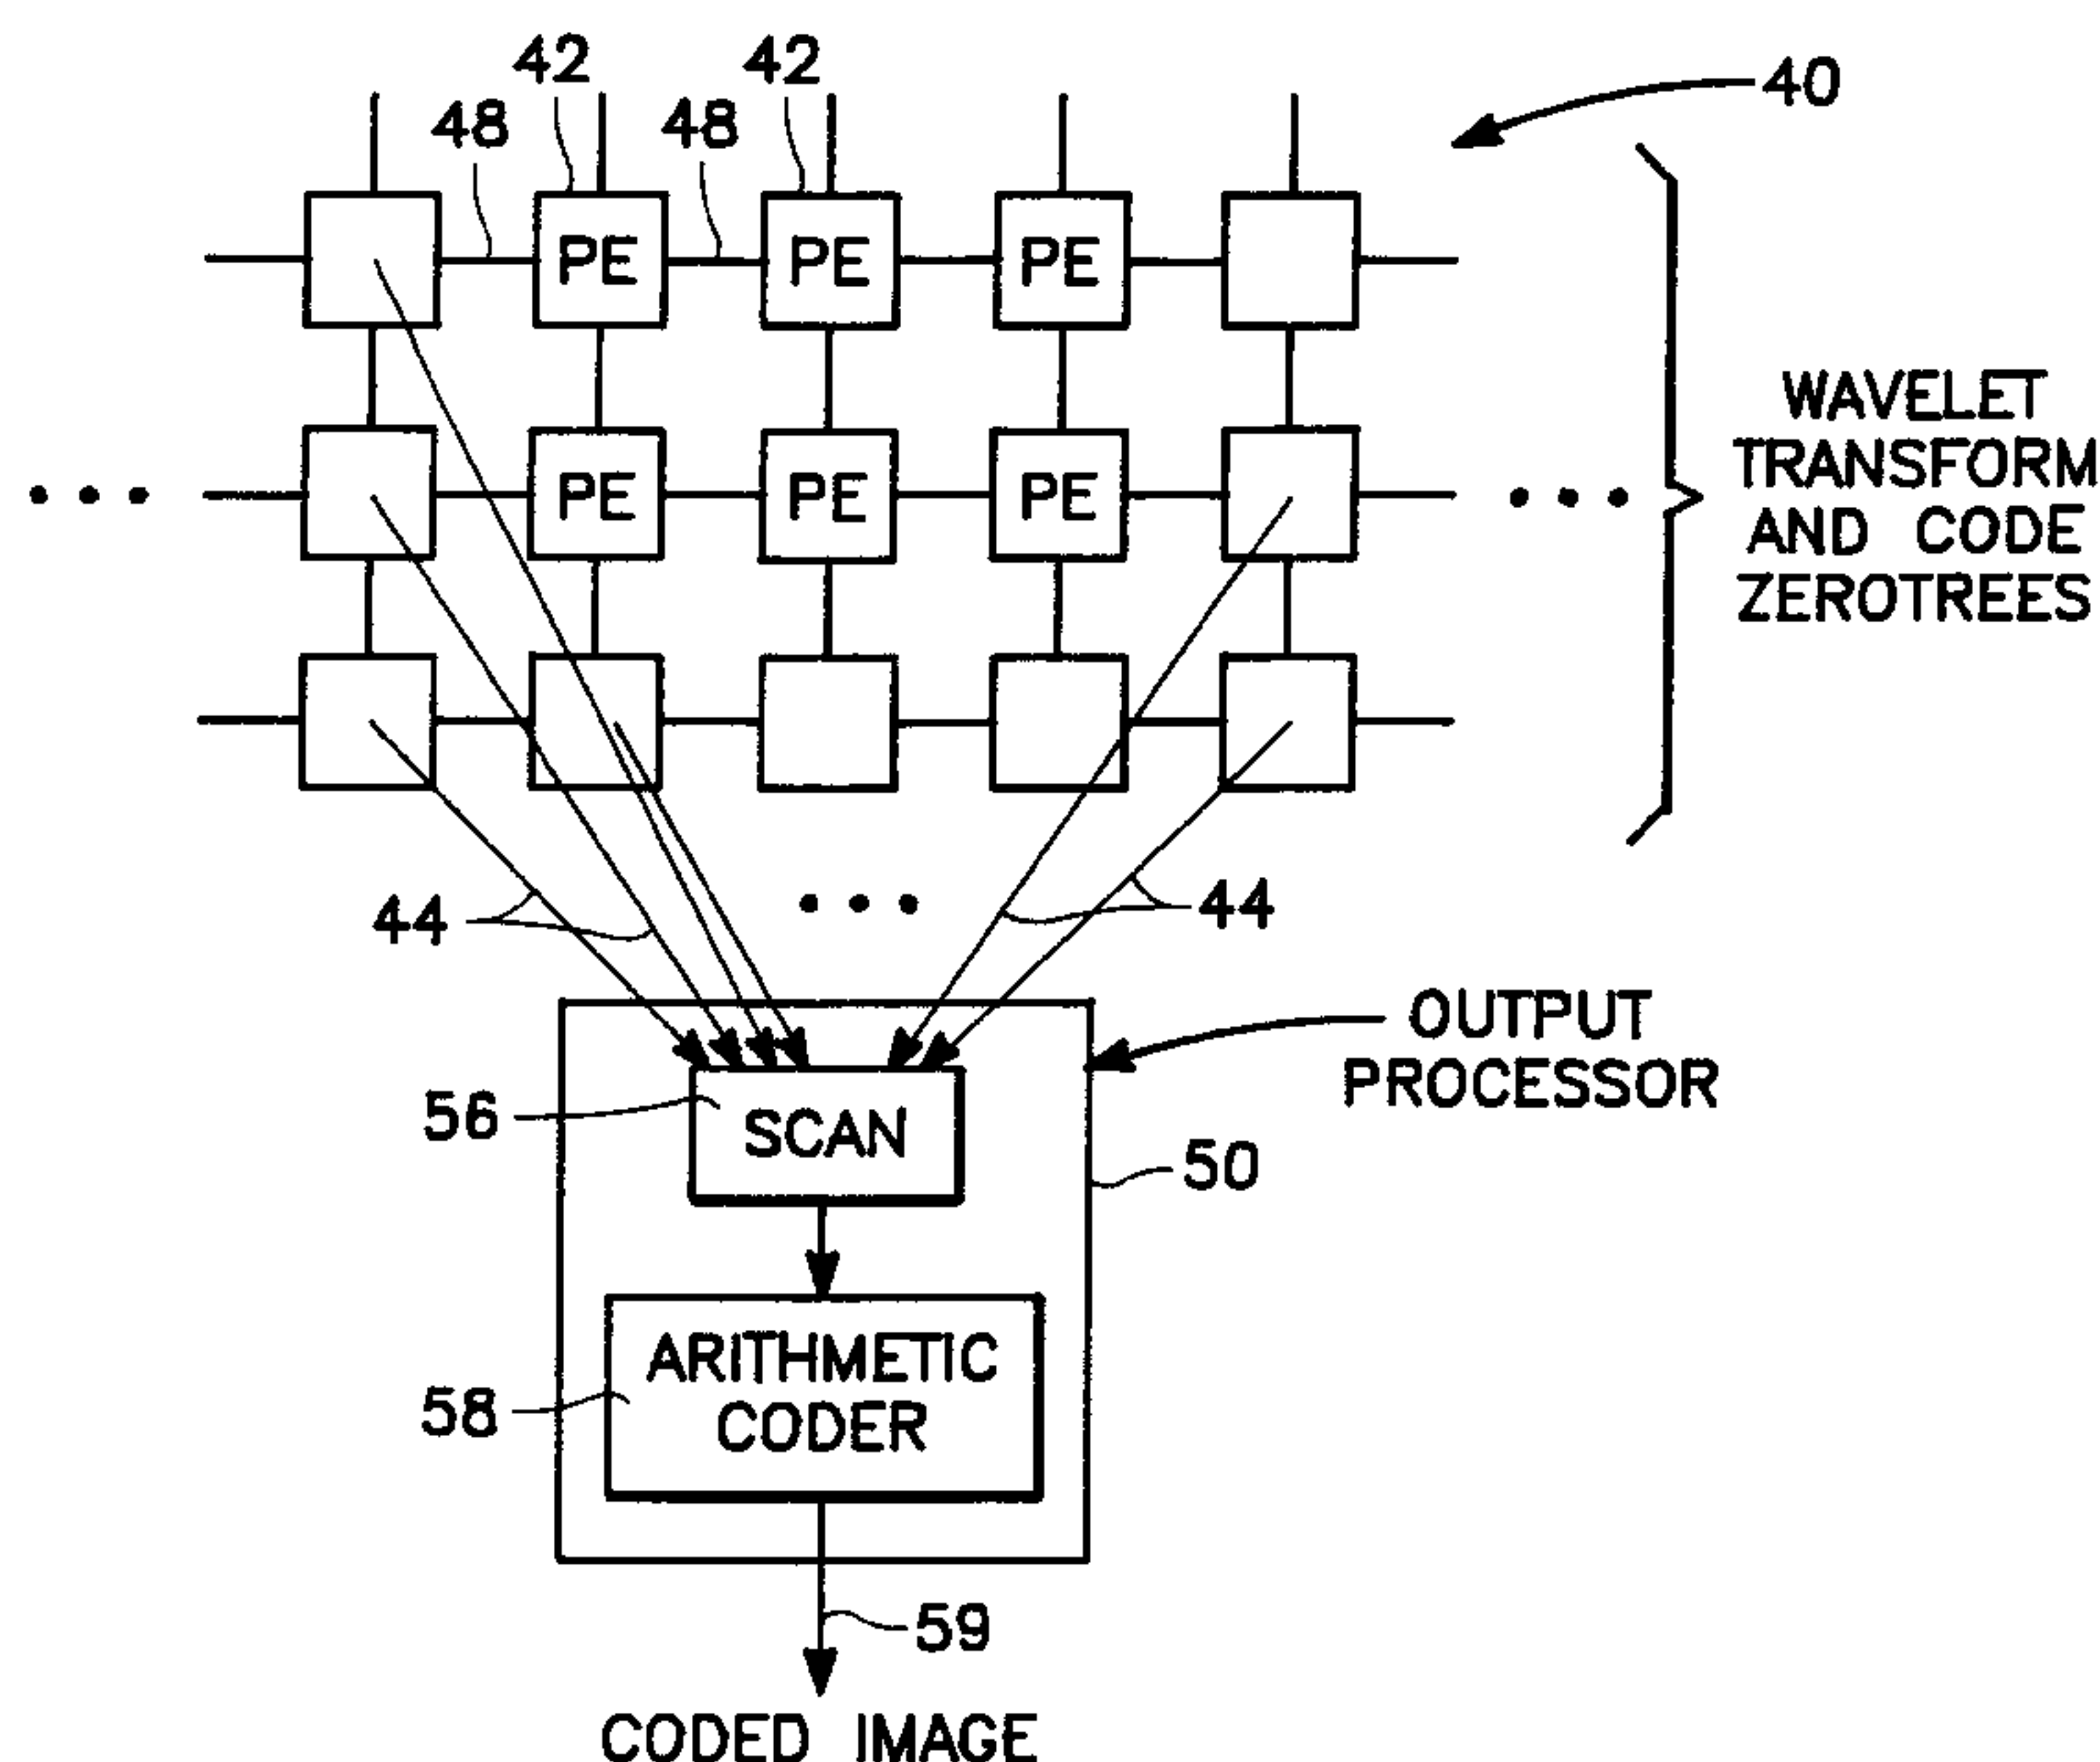 42
42
40
48
48
PE
PE
PE
WAVELET
TRANSFORM
AND CODE
ZEROTREES
PE
PE
PE
44
44
OUTPUT
PROCESSOR
56
SCAN
50
ARITHMETIC
CODER
58
59
CODED IMAGE